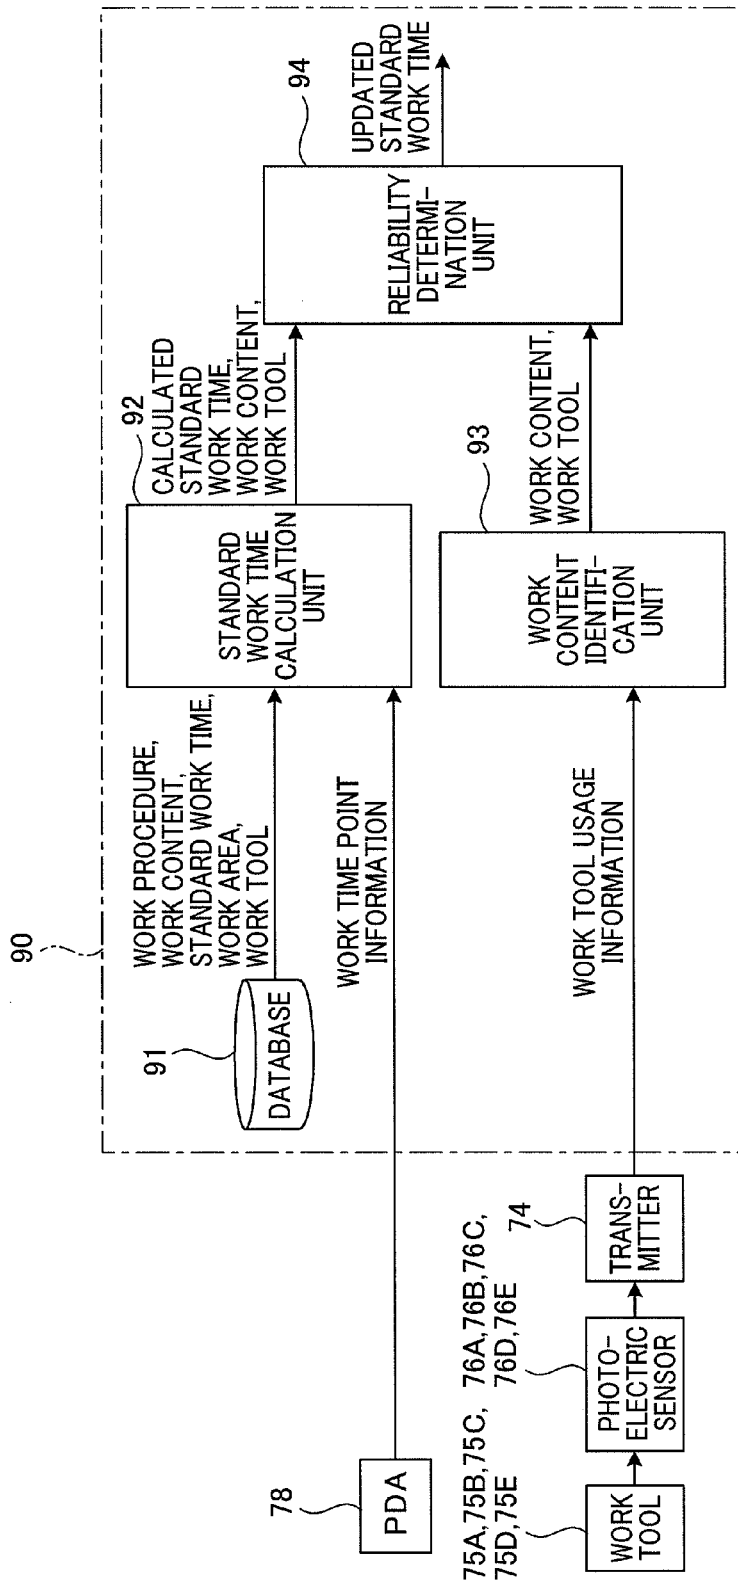 90
91
DATABASE
WORK PROCEDURE,
WORK CONTENT,
STANDARD WORK TIME,
WORK AREA,
WORK TOOL
92
STANDARD
WORK TIME
CALCULATION
UNIT
CALCULATED
STANDARD
WORK TIME,
WORK CONTENT,
WORK TOOL
94
RELIABILITY
DETERMI-
NATION
UNIT
UPDATED
STANDARD
WORK TIME
78
PDA
WORK TIME POINT
INFORMATION
75A,75B,75C,
75D,75E
WORK
TOOL
76A,76B,76C,
76D,76E
PHOTO-
ELECTRIC
SENSOR
74
TRANS-
MITTER
WORK TOOL USAGE
INFORMATION
93
WORK
CONTENT
IDENTIFI-
CATION
UNIT
WORK CONTENT,
WORK TOOL